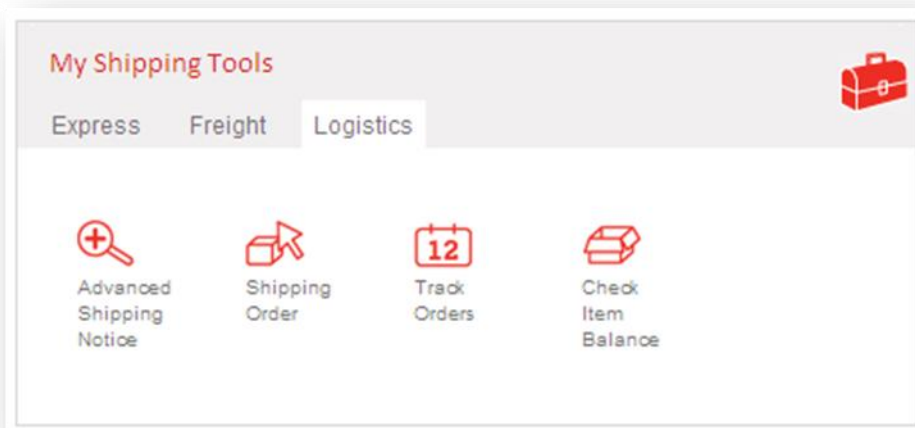 My Shipping Tools
Express Freight Logistics
12
Advanced Shipping Notice
Shipping Order
Track Orders
Check Item Balance